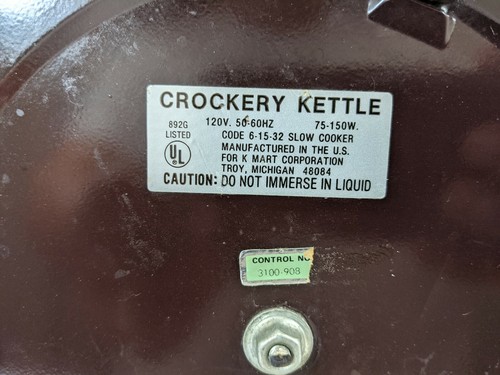 CROCKERY KETTLE
892G
LISTED
UL
120V. 50-60HZ 75-150W.
CODE 6-15-32 SLOW COOKER
MANUFACTURED IN THE U.S.
FOR K MART CORPORATION
TROY, MICHIGAN 48084
CAUTION: DO NOT IMMERSE IN LIQUID
CONTROL NO
3100-908